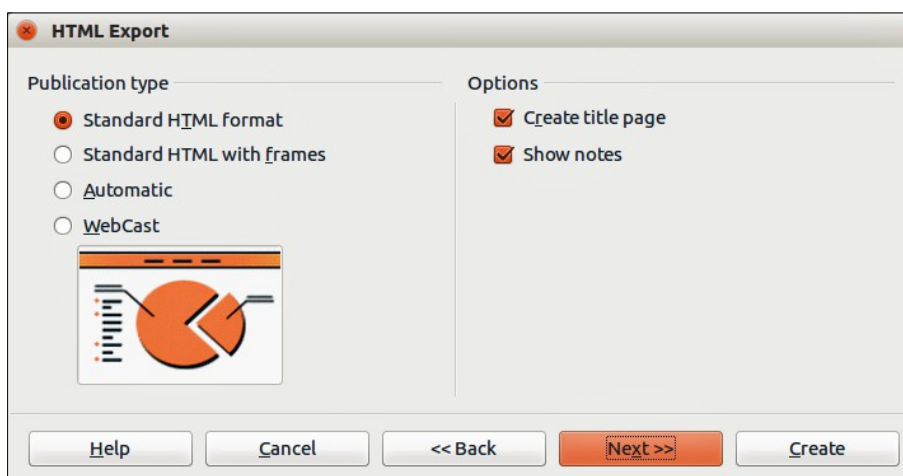 HTML Export
Publication type
Standard HTML format
Standard HTML with frames
Automatic
WebCast
Options
Create title page
Show notes
Help
Cancel
<< Back
Next >>
Create